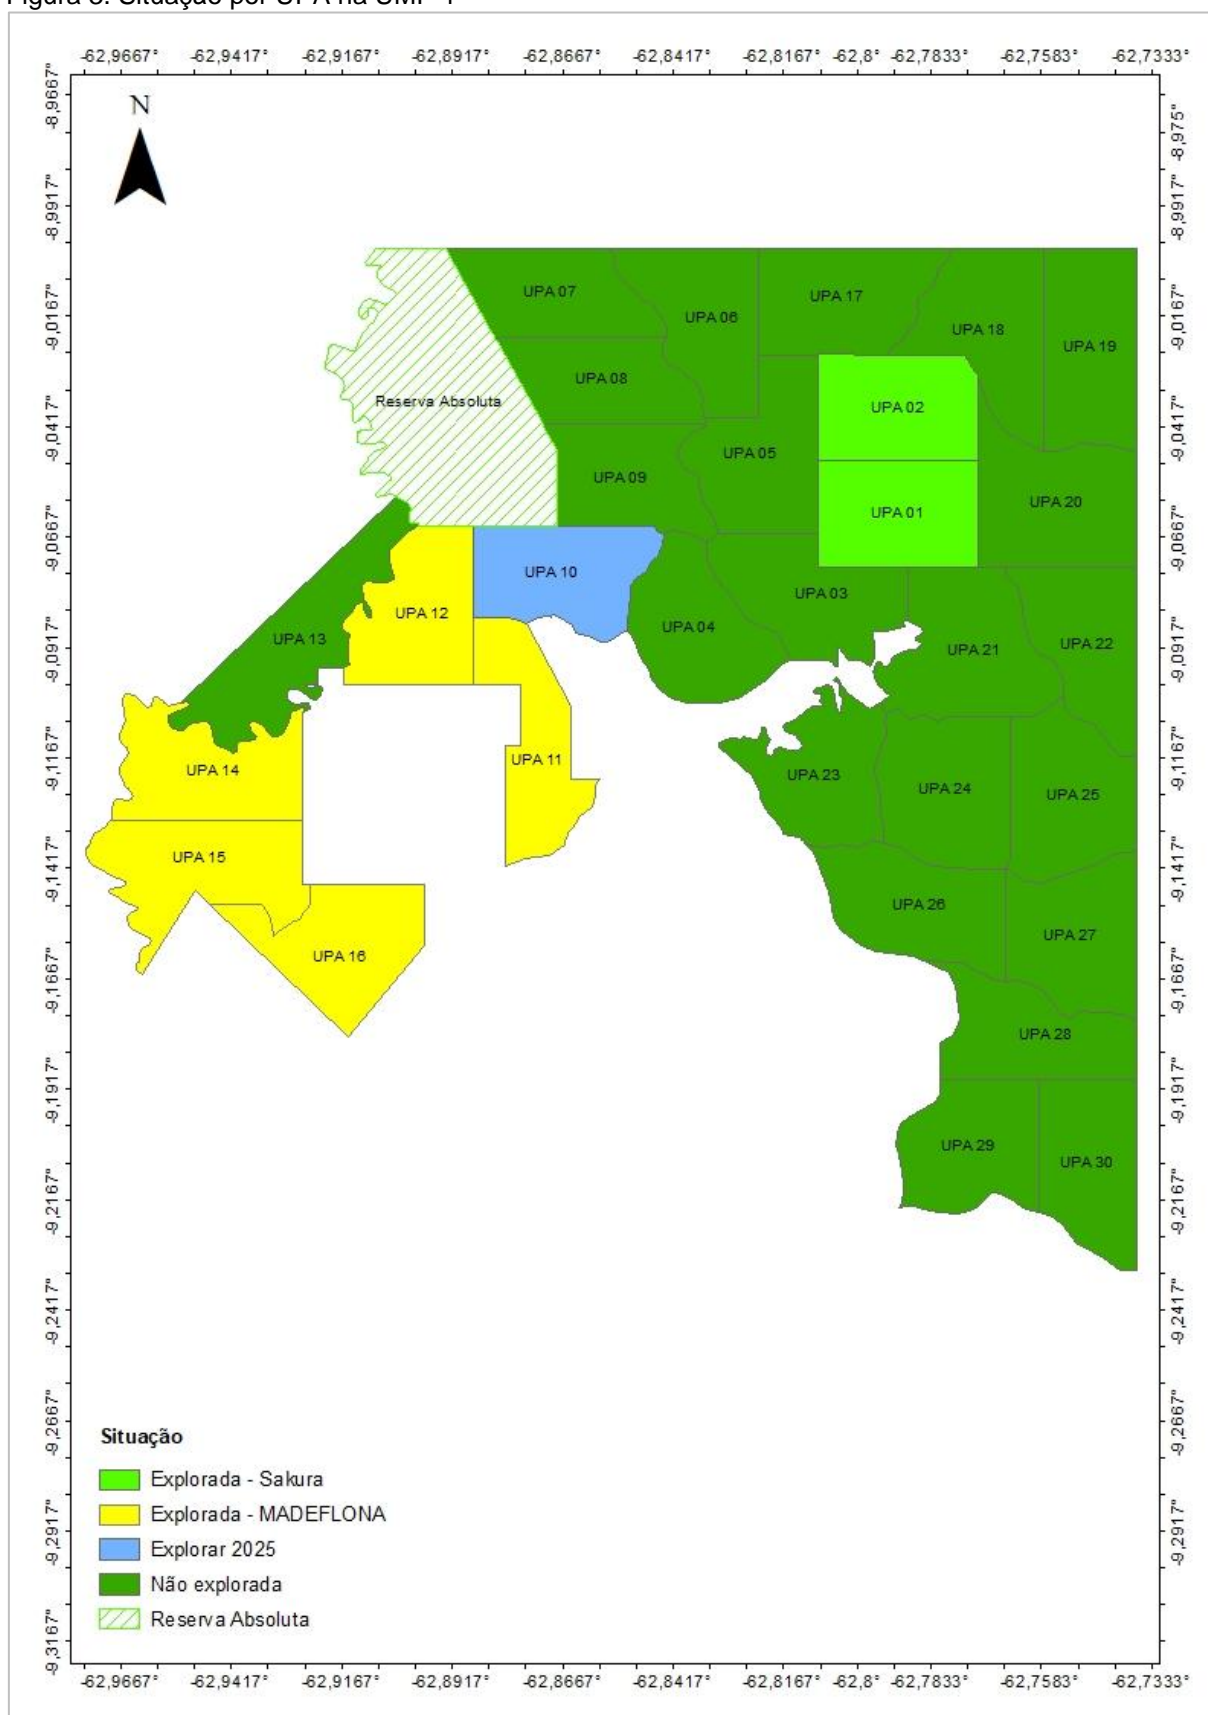 -62,9667° -62,9417° -62,9167° -62,8917° -62,8667° -62,8417° -62,8167° -62,8° -62,7833° -62,7583° -62,7333°
-8,9667°
-8,9917°
-9,0167°
-9,0417°
-9,0667°
-9,0917°
-9,1167°
-9,1417°
-9,1667°
-9,1917°
-9,2167°
-9,2417°
-9,2667°
-9,2917°
-9,3167°
N
UPA 07
UPA 06
UPA 17
UPA 18
UPA 19
UPA 08
Reserva Absoluta
UPA 02
UPA 05
UPA 09
UPA 01
UPA 20
UPA 10
UPA 12
UPA 03
UPA 04
UPA 13
UPA 21
UPA 22
UPA 11
UPA 14
UPA 23
UPA 24
UPA 25
UPA 15
UPA 26
UPA 27
UPA 16
UPA 28
UPA 29
UPA 30
Situação
Explorada - Sakura
Explorada - MADEFLONA
Explorar 2025
Não explorada
Reserva Absoluta
-8,975°
-8,9917°
-9,0167°
-9,0417°
-9,0667°
-9,0917°
-9,1167°
-9,1417°
-9,1667°
-9,1917°
-9,2167°
-9,2417°
-9,2667°
-9,2917°
-9,3167°
-62,9667° -62,9417° -62,9167° -62,8917° -62,8667° -62,8417° -62,8167° -62,8° -62,7833° -62,7583° -62,7333°